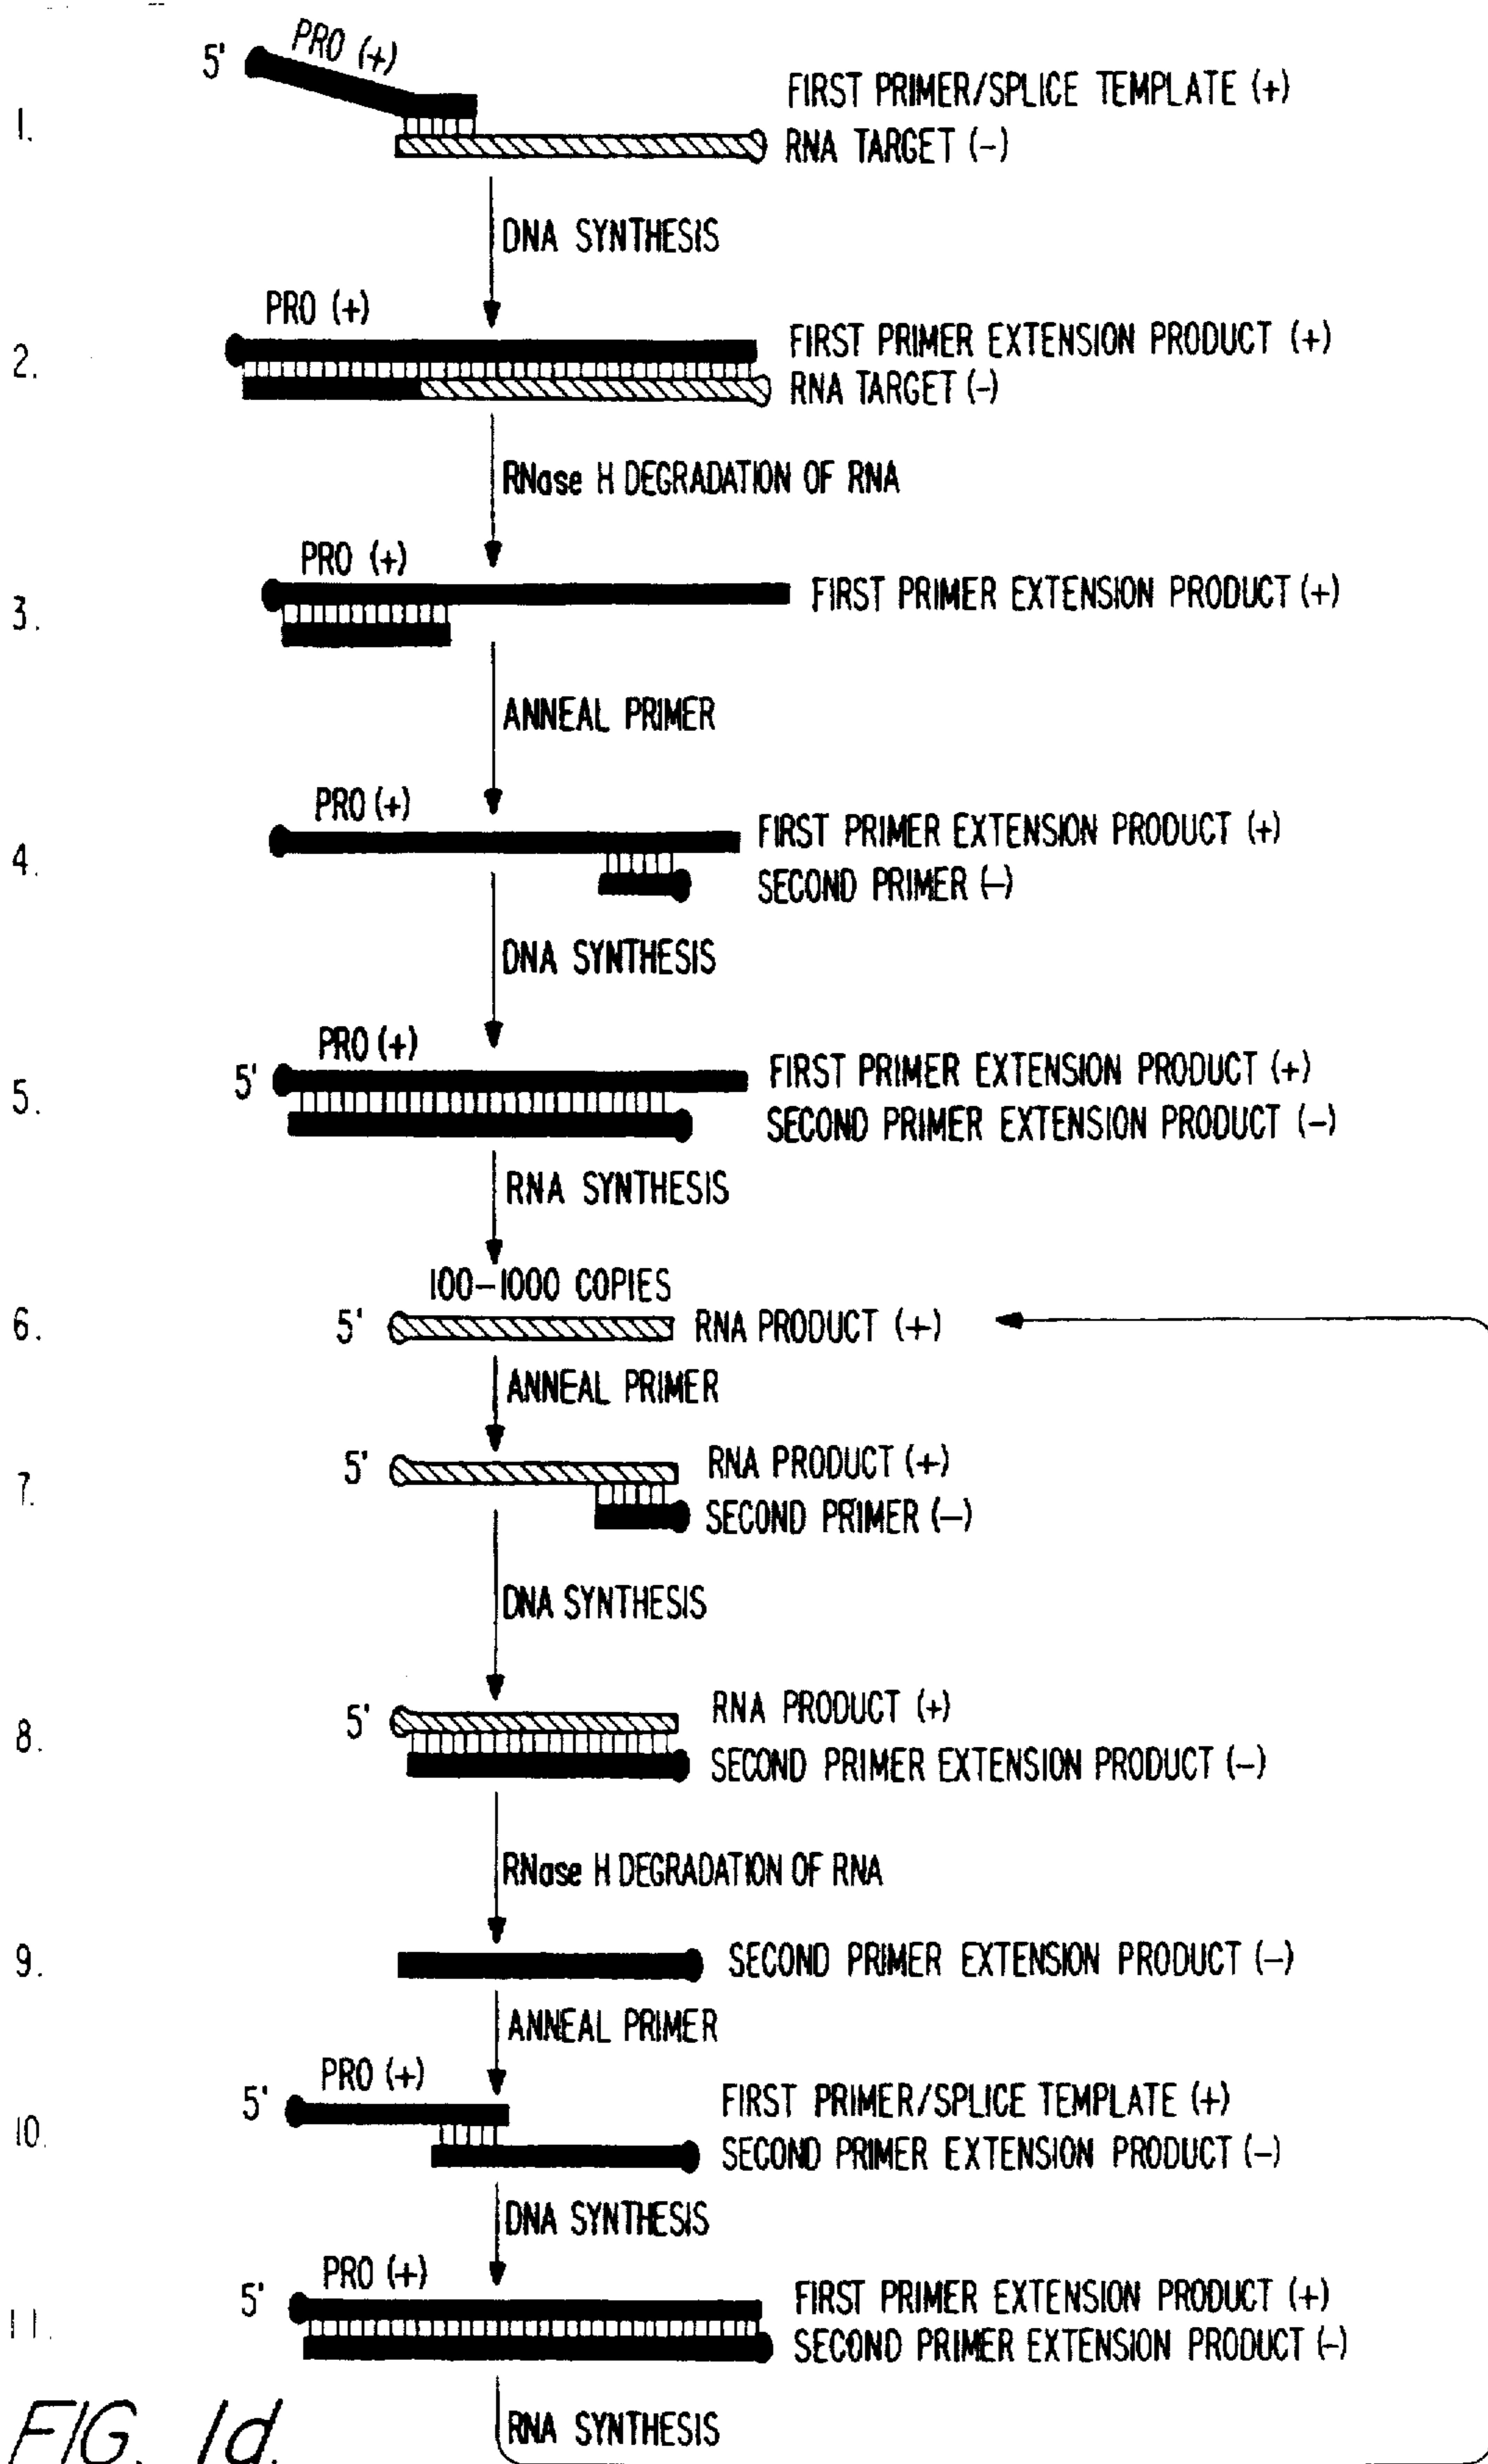 5' PRO (+)
1.
FIRST PRIMER/SPLICE TEMPLATE (+)
RNA TARGET (-)
DNA SYNTHESIS
PRO (+)
2.
FIRST PRIMER EXTENSION PRODUCT (+)
RNA TARGET (-)
RNase H DEGRADATION OF RNA
PRO (+)
3.
FIRST PRIMER EXTENSION PRODUCT (+)
ANNEAL PRIMER
PRO (+)
4.
FIRST PRIMER EXTENSION PRODUCT (+)
SECOND PRIMER (-)
DNA SYNTHESIS
PRO (+)
5.
5'
FIRST PRIMER EXTENSION PRODUCT (+)
SECOND PRIMER EXTENSION PRODUCT (-)
RNA SYNTHESIS
100-1000 COPIES
6.
5' RNA PRODUCT (+)
ANNEAL PRIMER
7.
5' RNA PRODUCT (+)
SECOND PRIMER (-)
DNA SYNTHESIS
8.
5' RNA PRODUCT (+)
SECOND PRIMER EXTENSION PRODUCT (-)
RNase H DEGRADATION OF RNA
9.
SECOND PRIMER EXTENSION PRODUCT (-)
ANNEAL PRIMER
PRO (+)
10.
5' FIRST PRIMER/SPLICE TEMPLATE (+)
SECOND PRIMER EXTENSION PRODUCT (-)
DNA SYNTHESIS
PRO (+)
11.
5' FIRST PRIMER EXTENSION PRODUCT (+)
SECOND PRIMER EXTENSION PRODUCT (-)
RNA SYNTHESIS
FIG. 1d.